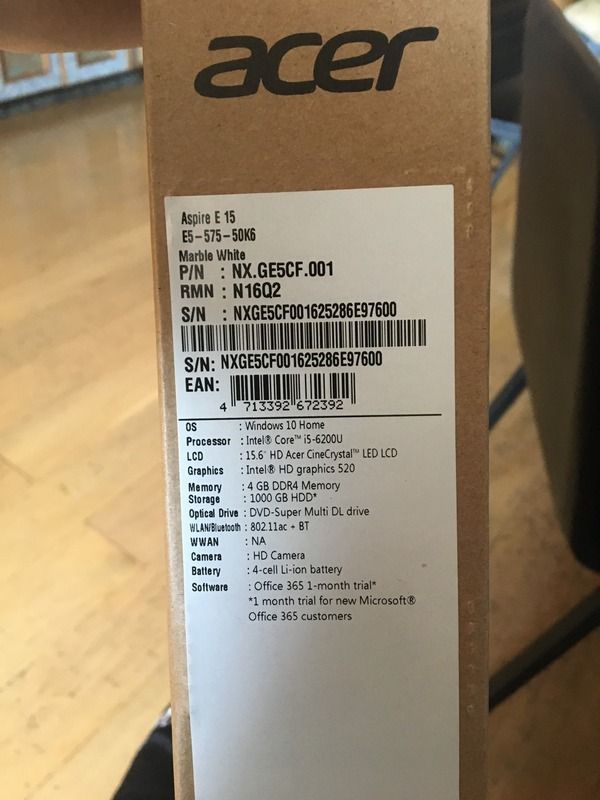 acer
Aspire E 15
E5-575-50K6
Marble White
P/N : NX.GE5CF.001
RMN : N16Q2
S/N : NXGE5CF001625286E97600
S/N: NXGE5CF001625286E97600
EAN:
4 713392 672392
OS : Windows 10 Home
Processor : Intel® Core™ i5-6200U
LCD : 15.6" HD Acer CineCrystal™ LED LCD
Graphics : Intel® HD graphics 520
Memory : 4 GB DDR4 Memory
Storage : 1000 GB HDD*
Optical Drive : DVD-Super Multi DL drive
WLAN/Bluetooth : 802.11ac + BT
WWAN : NA
Camera : HD Camera
Battery : 4-cell Li-ion battery
Software : Office 365 1-month trial*
*1 month trial for new Microsoft®
Office 365 customers